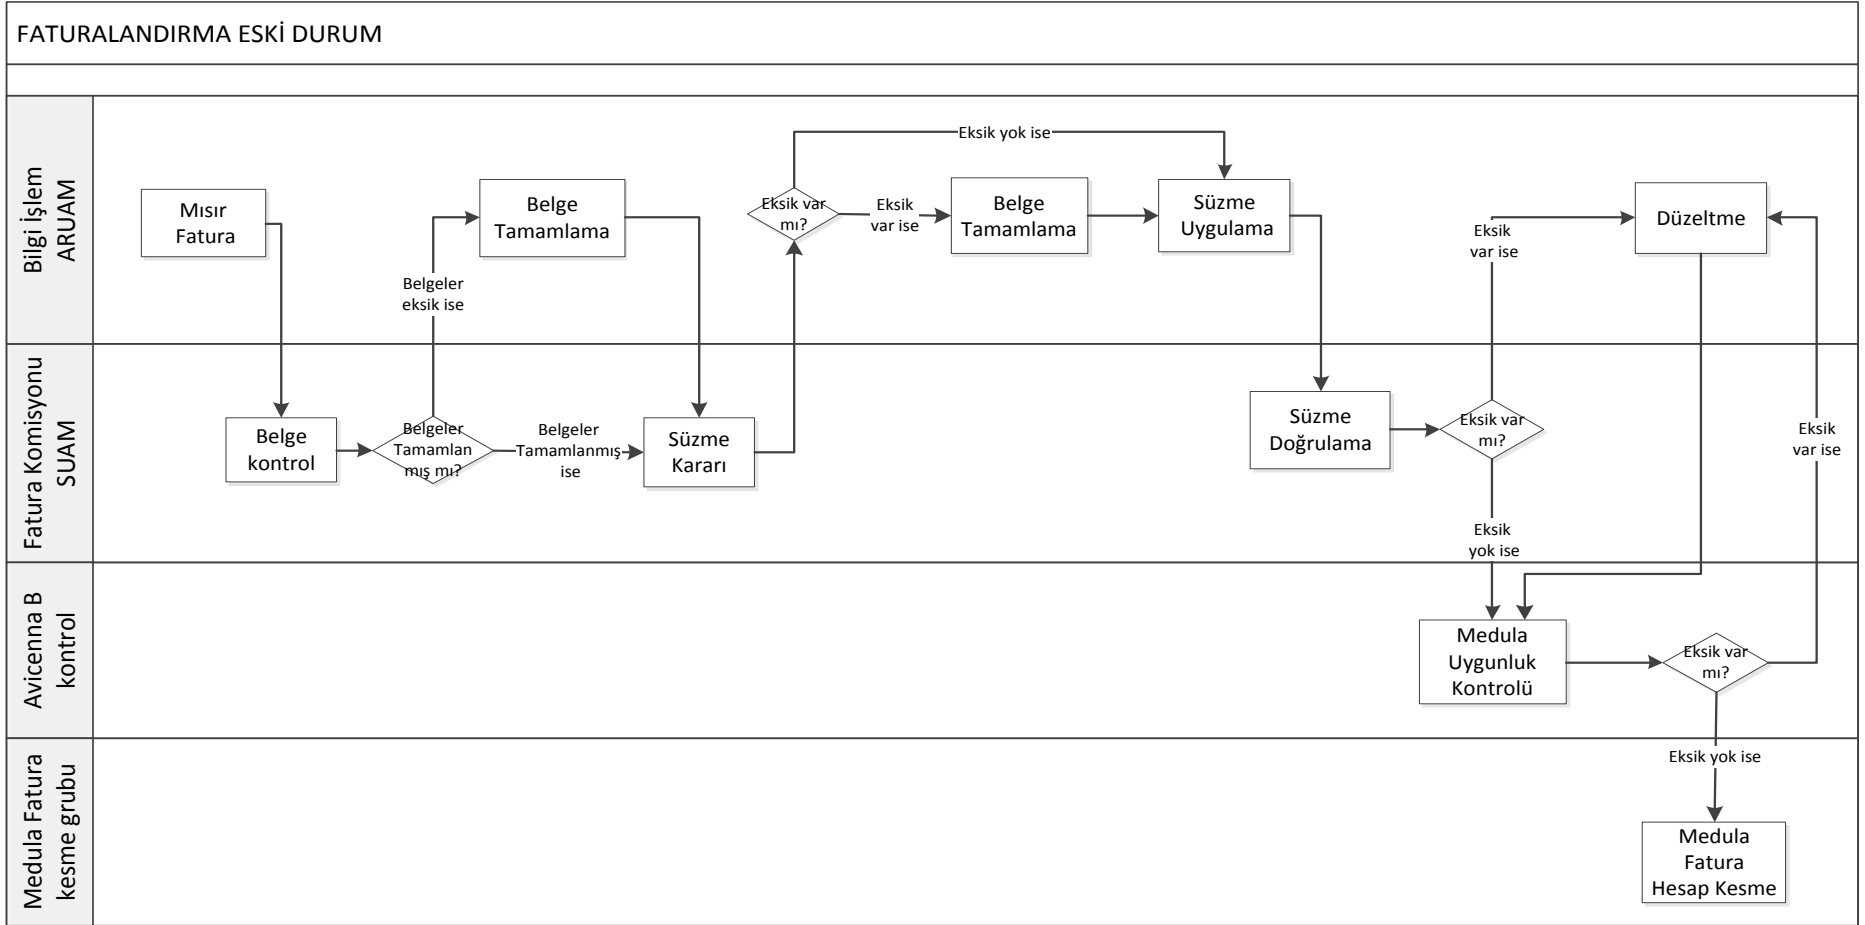 FATURALANDIRMA ESKİ DURUM
Bilgi İşlem
ARUAM
Mısır
Fatura
Belgeler
eksik ise
Belge
Tamamlama
Eksik yok ise
Eksik var
mı?
Eksik
var ise
Belge
Tamamlama
Süzme
Uygulama
Eksik
var ise
Düzeltme
Fatura Komisyonu
SUAM
Belge
kontrol
Belgeler
Tamamlan
mış mı?
Belgeler
Tamamlanmış
ise
Süzme
Kararı
Süzme
Doğrulama
Eksik var
mı?
Eksik
var ise
Eksik
yok ise
Avicenna B
kontrol
Medula
Uygunluk
Kontrolü
Eksik var
mı?
Medula Fatura
kesme grubu
Eksik yok ise
Medula
Fatura
Hesap Kesme